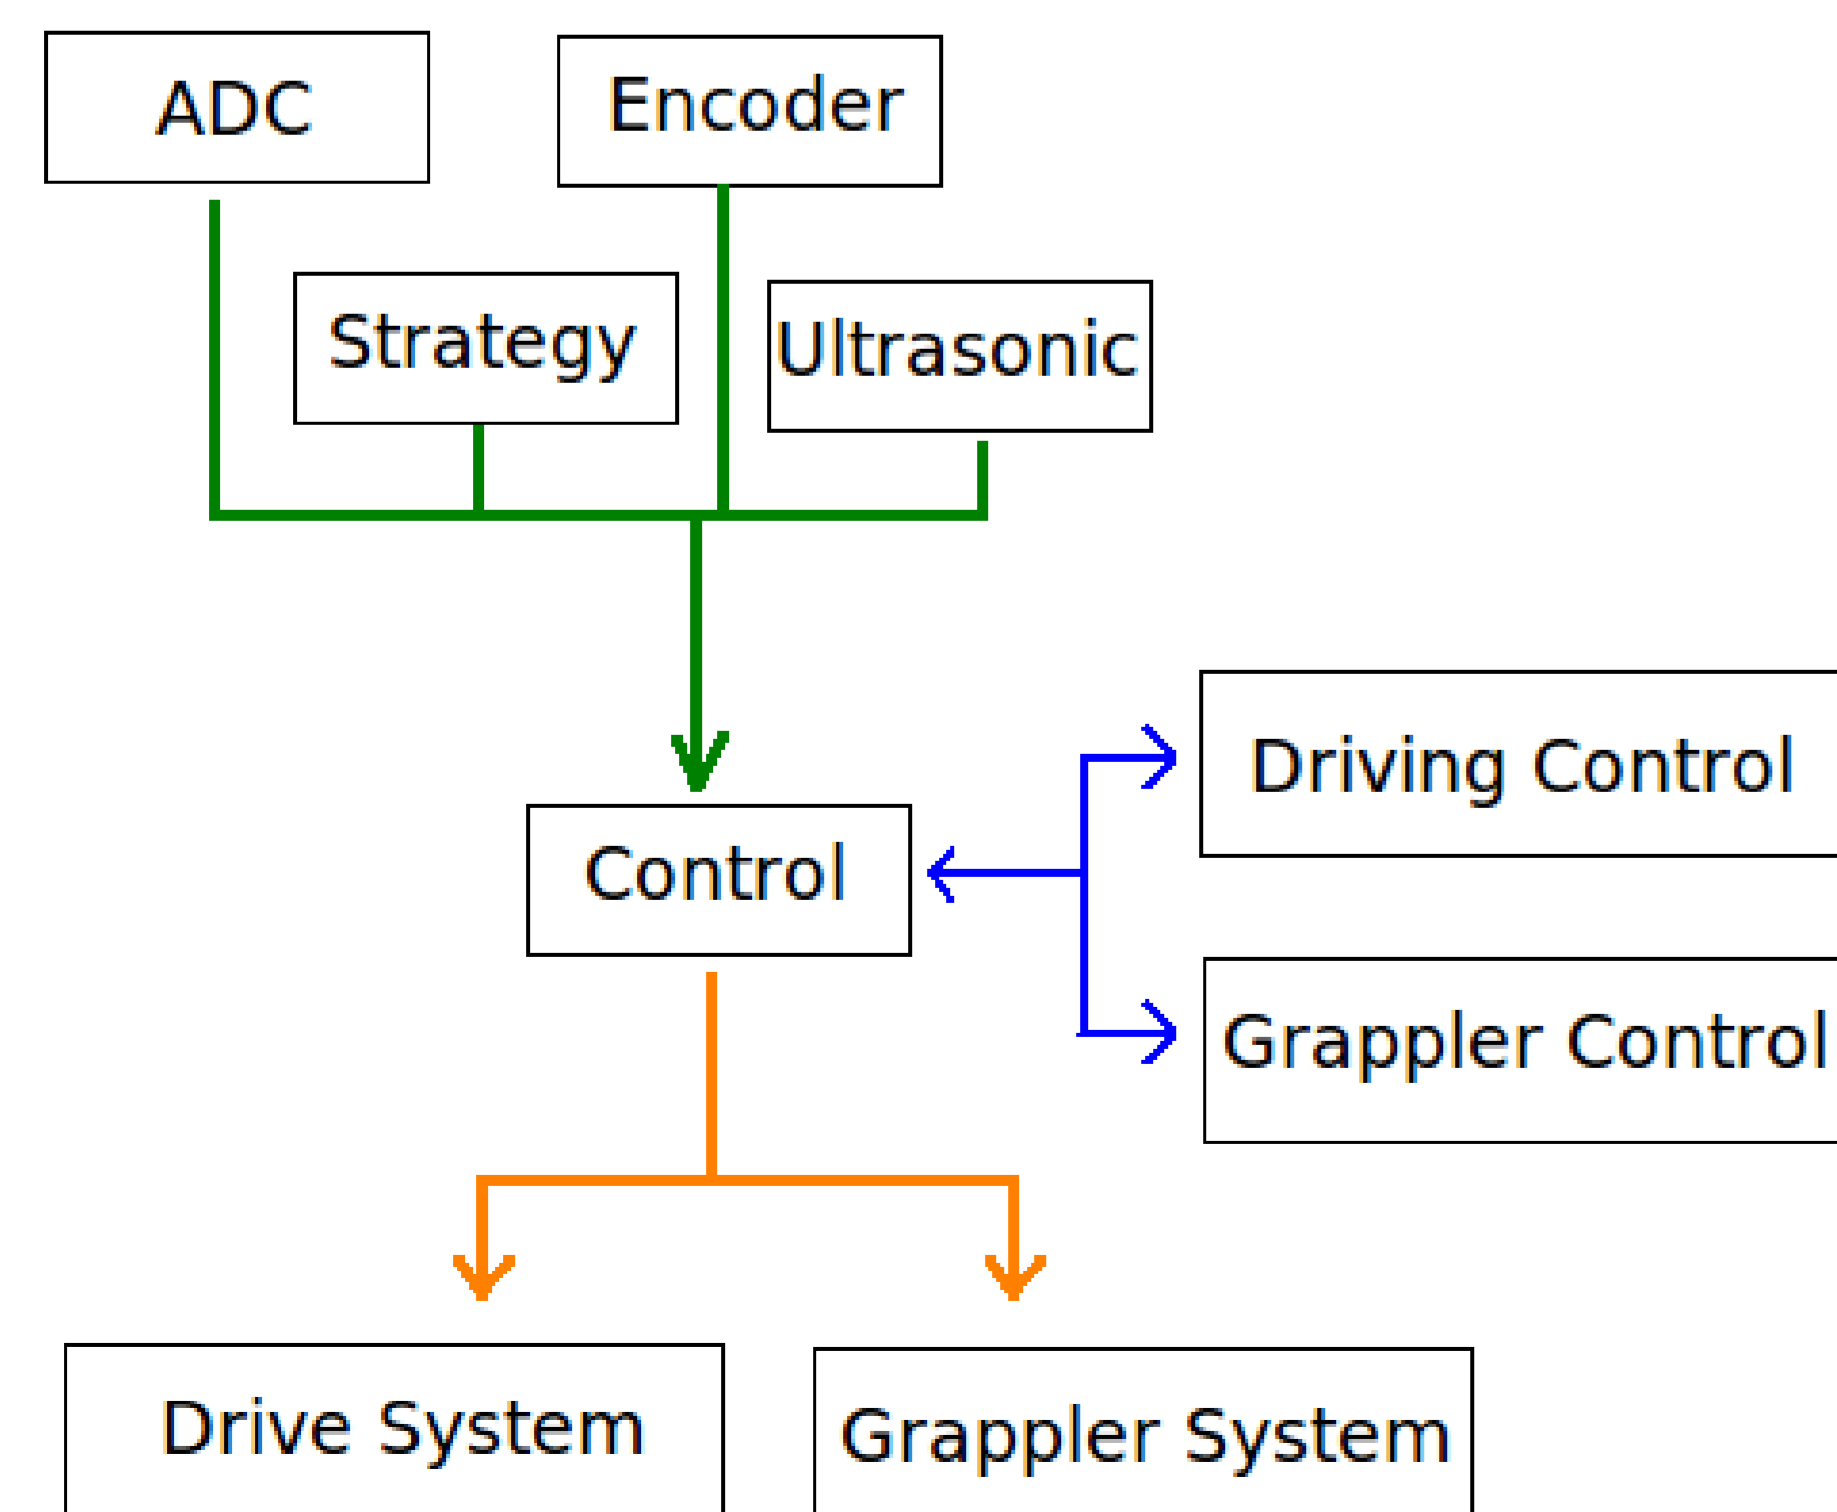 ADC
Encoder
Strategy
Ultrasonic
Driving Control
Control
Grappler Control
Drive System
Grappler System